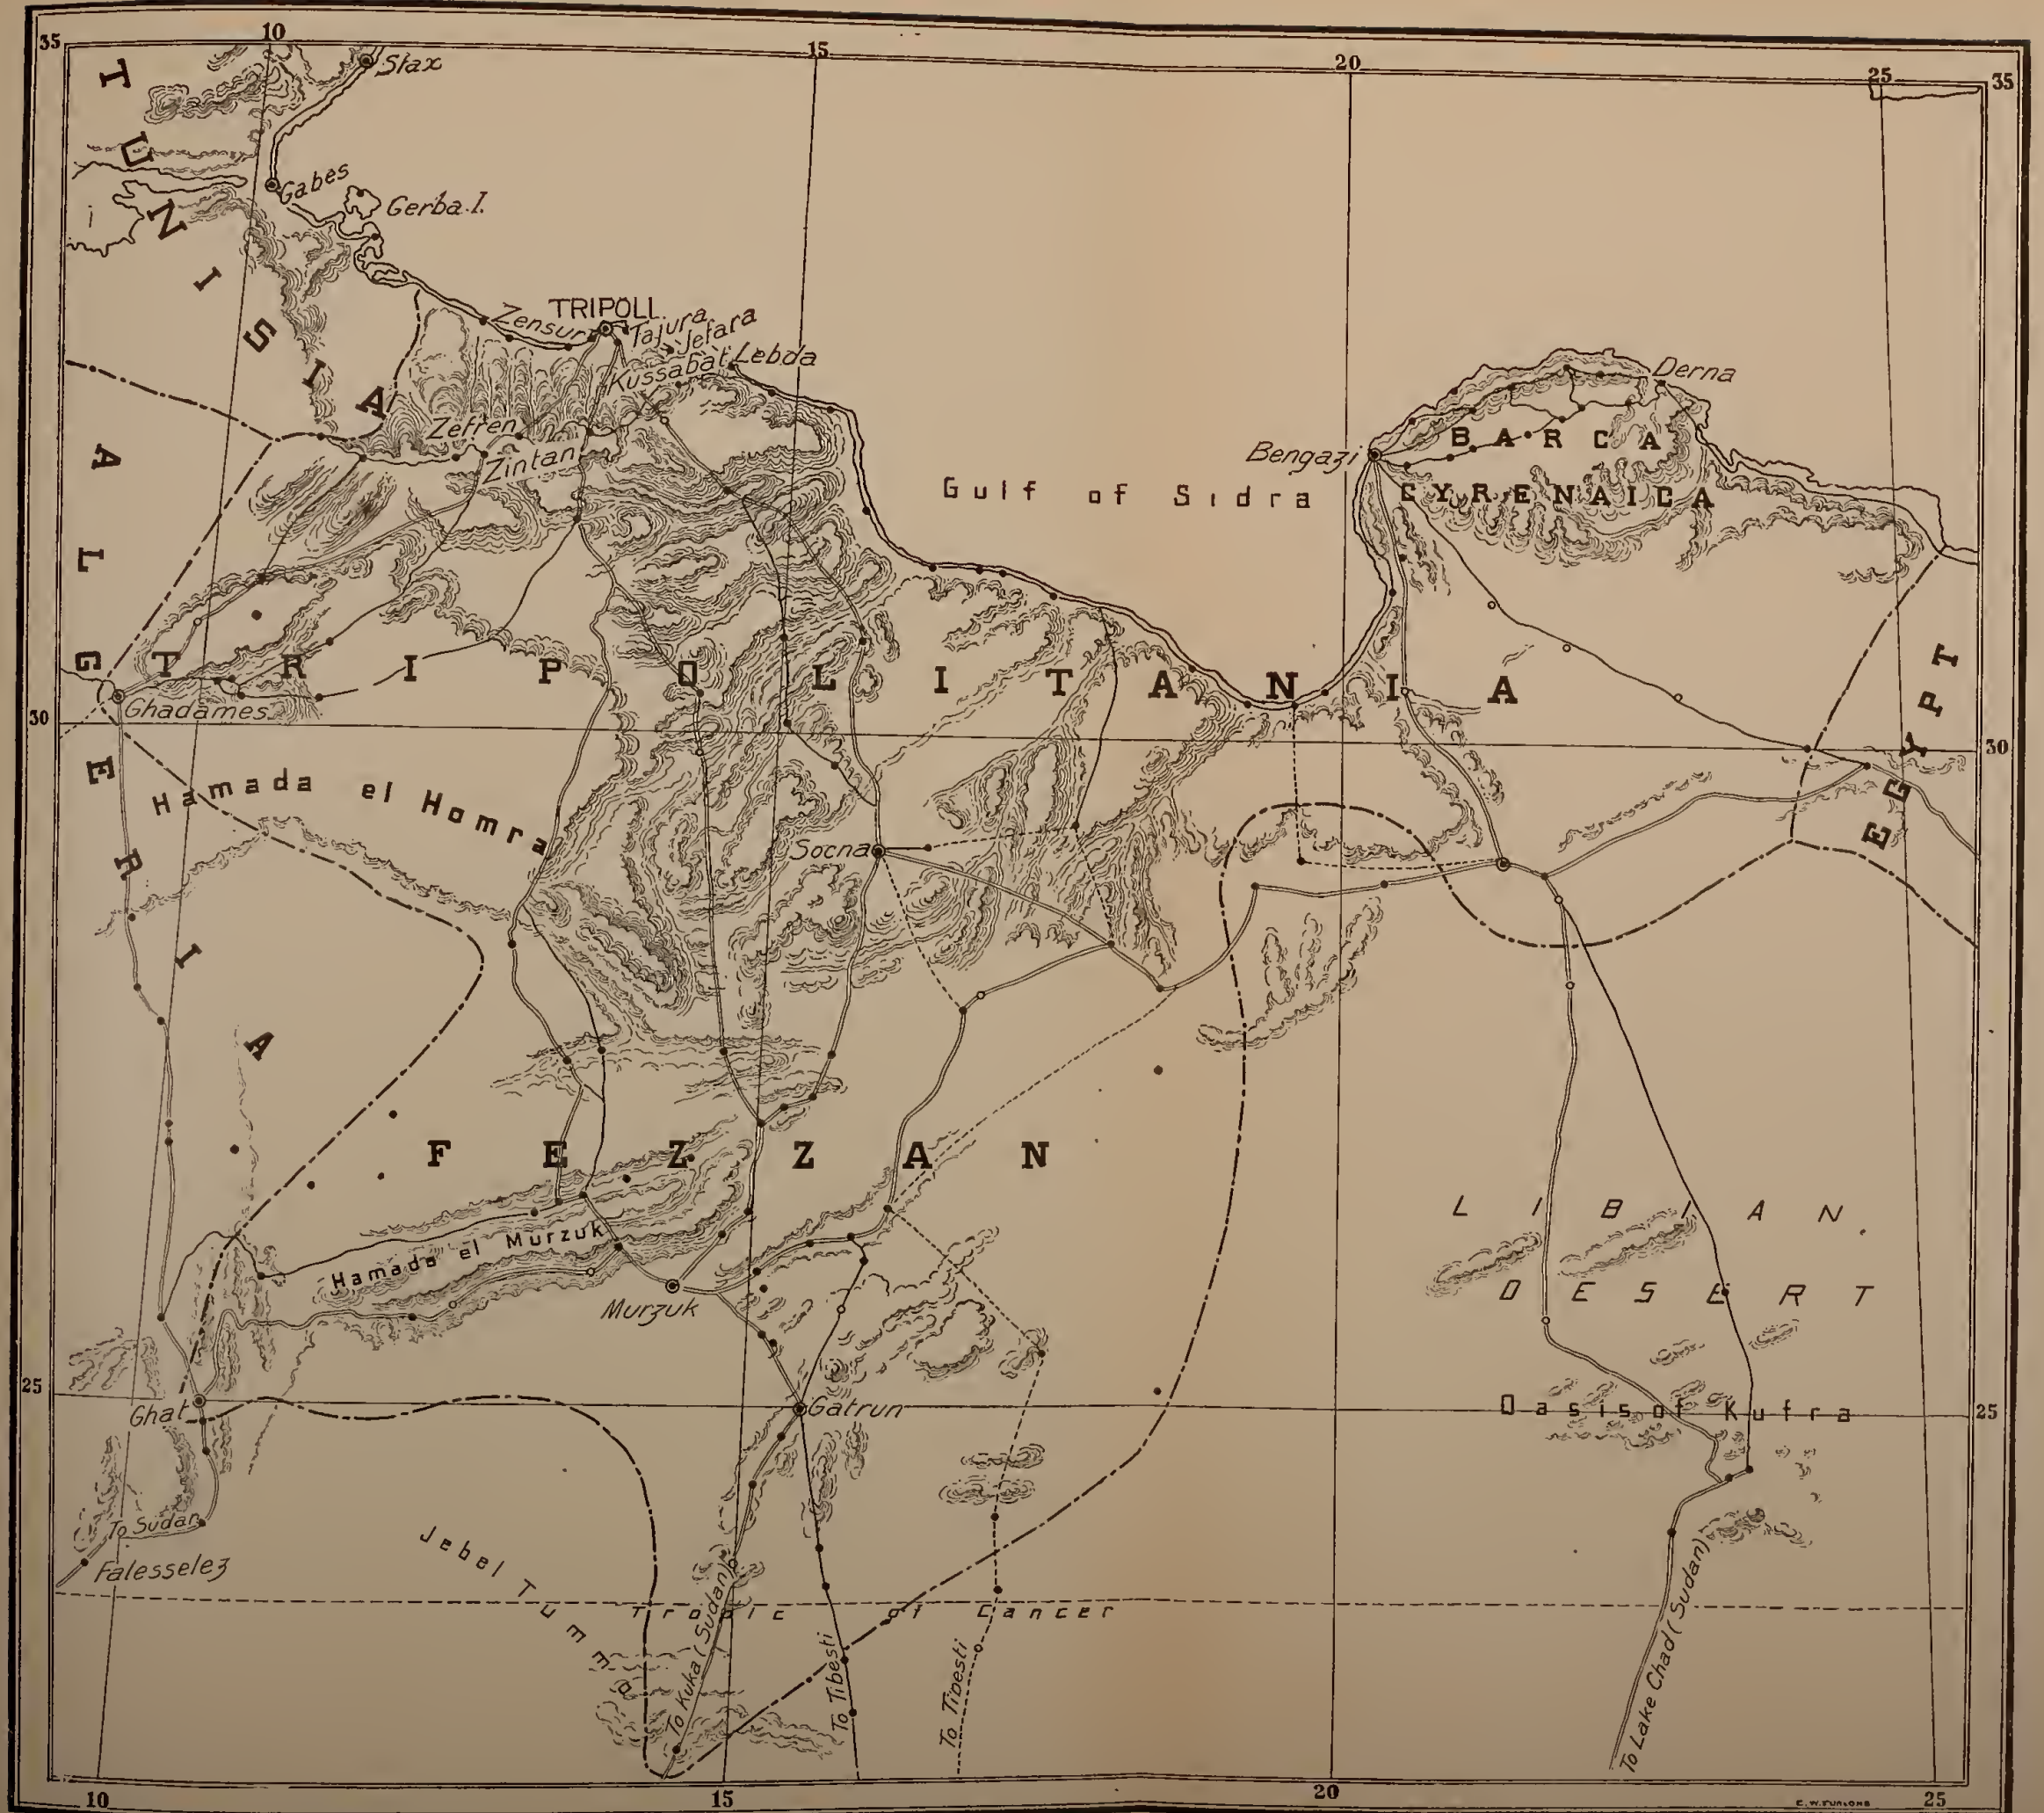 10
15
20
25
35
35
Sfax
TUNISIA
Gabes
Gerba I.
TRIPOLI
Zensur
Tajura
Jefara
Kussabat
Lebda
Derna
Zefren
BARCA
Zintan
Bengazi
Gulf of Sidra
CYRENAICA
ALGERIA
TRIPOLITANIA
EGYPT
Ghadames
30
30
Hamada el Homra
Socna
FEZZAN
LIBIAN
Hamada el Murzuk
DESERT
Murzuk
25
25
Ghat
Gatrun
Oasis of Kufra
To Sudan
Falesselez
Jebel Tummo
Tropic of Cancer
To Kuka (Sudan)
To Tibesti
To Tibesti
To Lake Chad (Sudan)
10
15
20
25
C.W.FURLONG